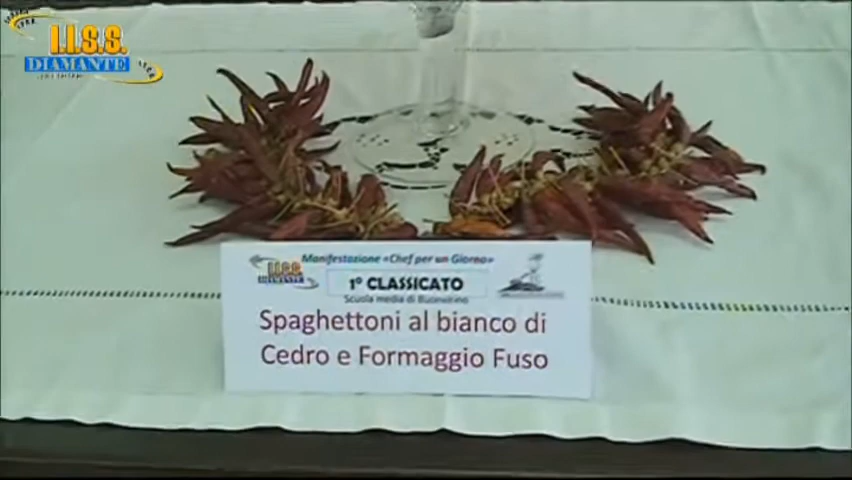 I.I.S.S.
DIAMANTE
Manifestazione «Chef per un Giorno»
I.I.S.S.
DIAMANTE
1° CLASSICATO
Scuola media di Buonvicino
Spaghettoni al bianco di
Cedro e Formaggio Fuso